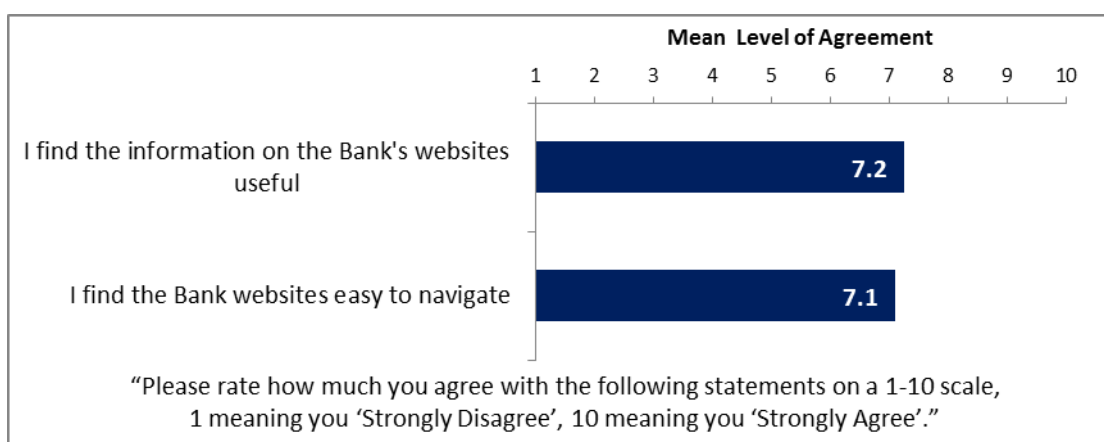 Mean Level of Agreement
1 2 3 4 5 6 7 8 9 10
I find the information on the Bank's websites
useful
7.2
I find the Bank websites easy to navigate
7.1
“Please rate how much you agree with the following statements on a 1-10 scale,
1 meaning you ‘Strongly Disagree’, 10 meaning you ‘Strongly Agree’.”